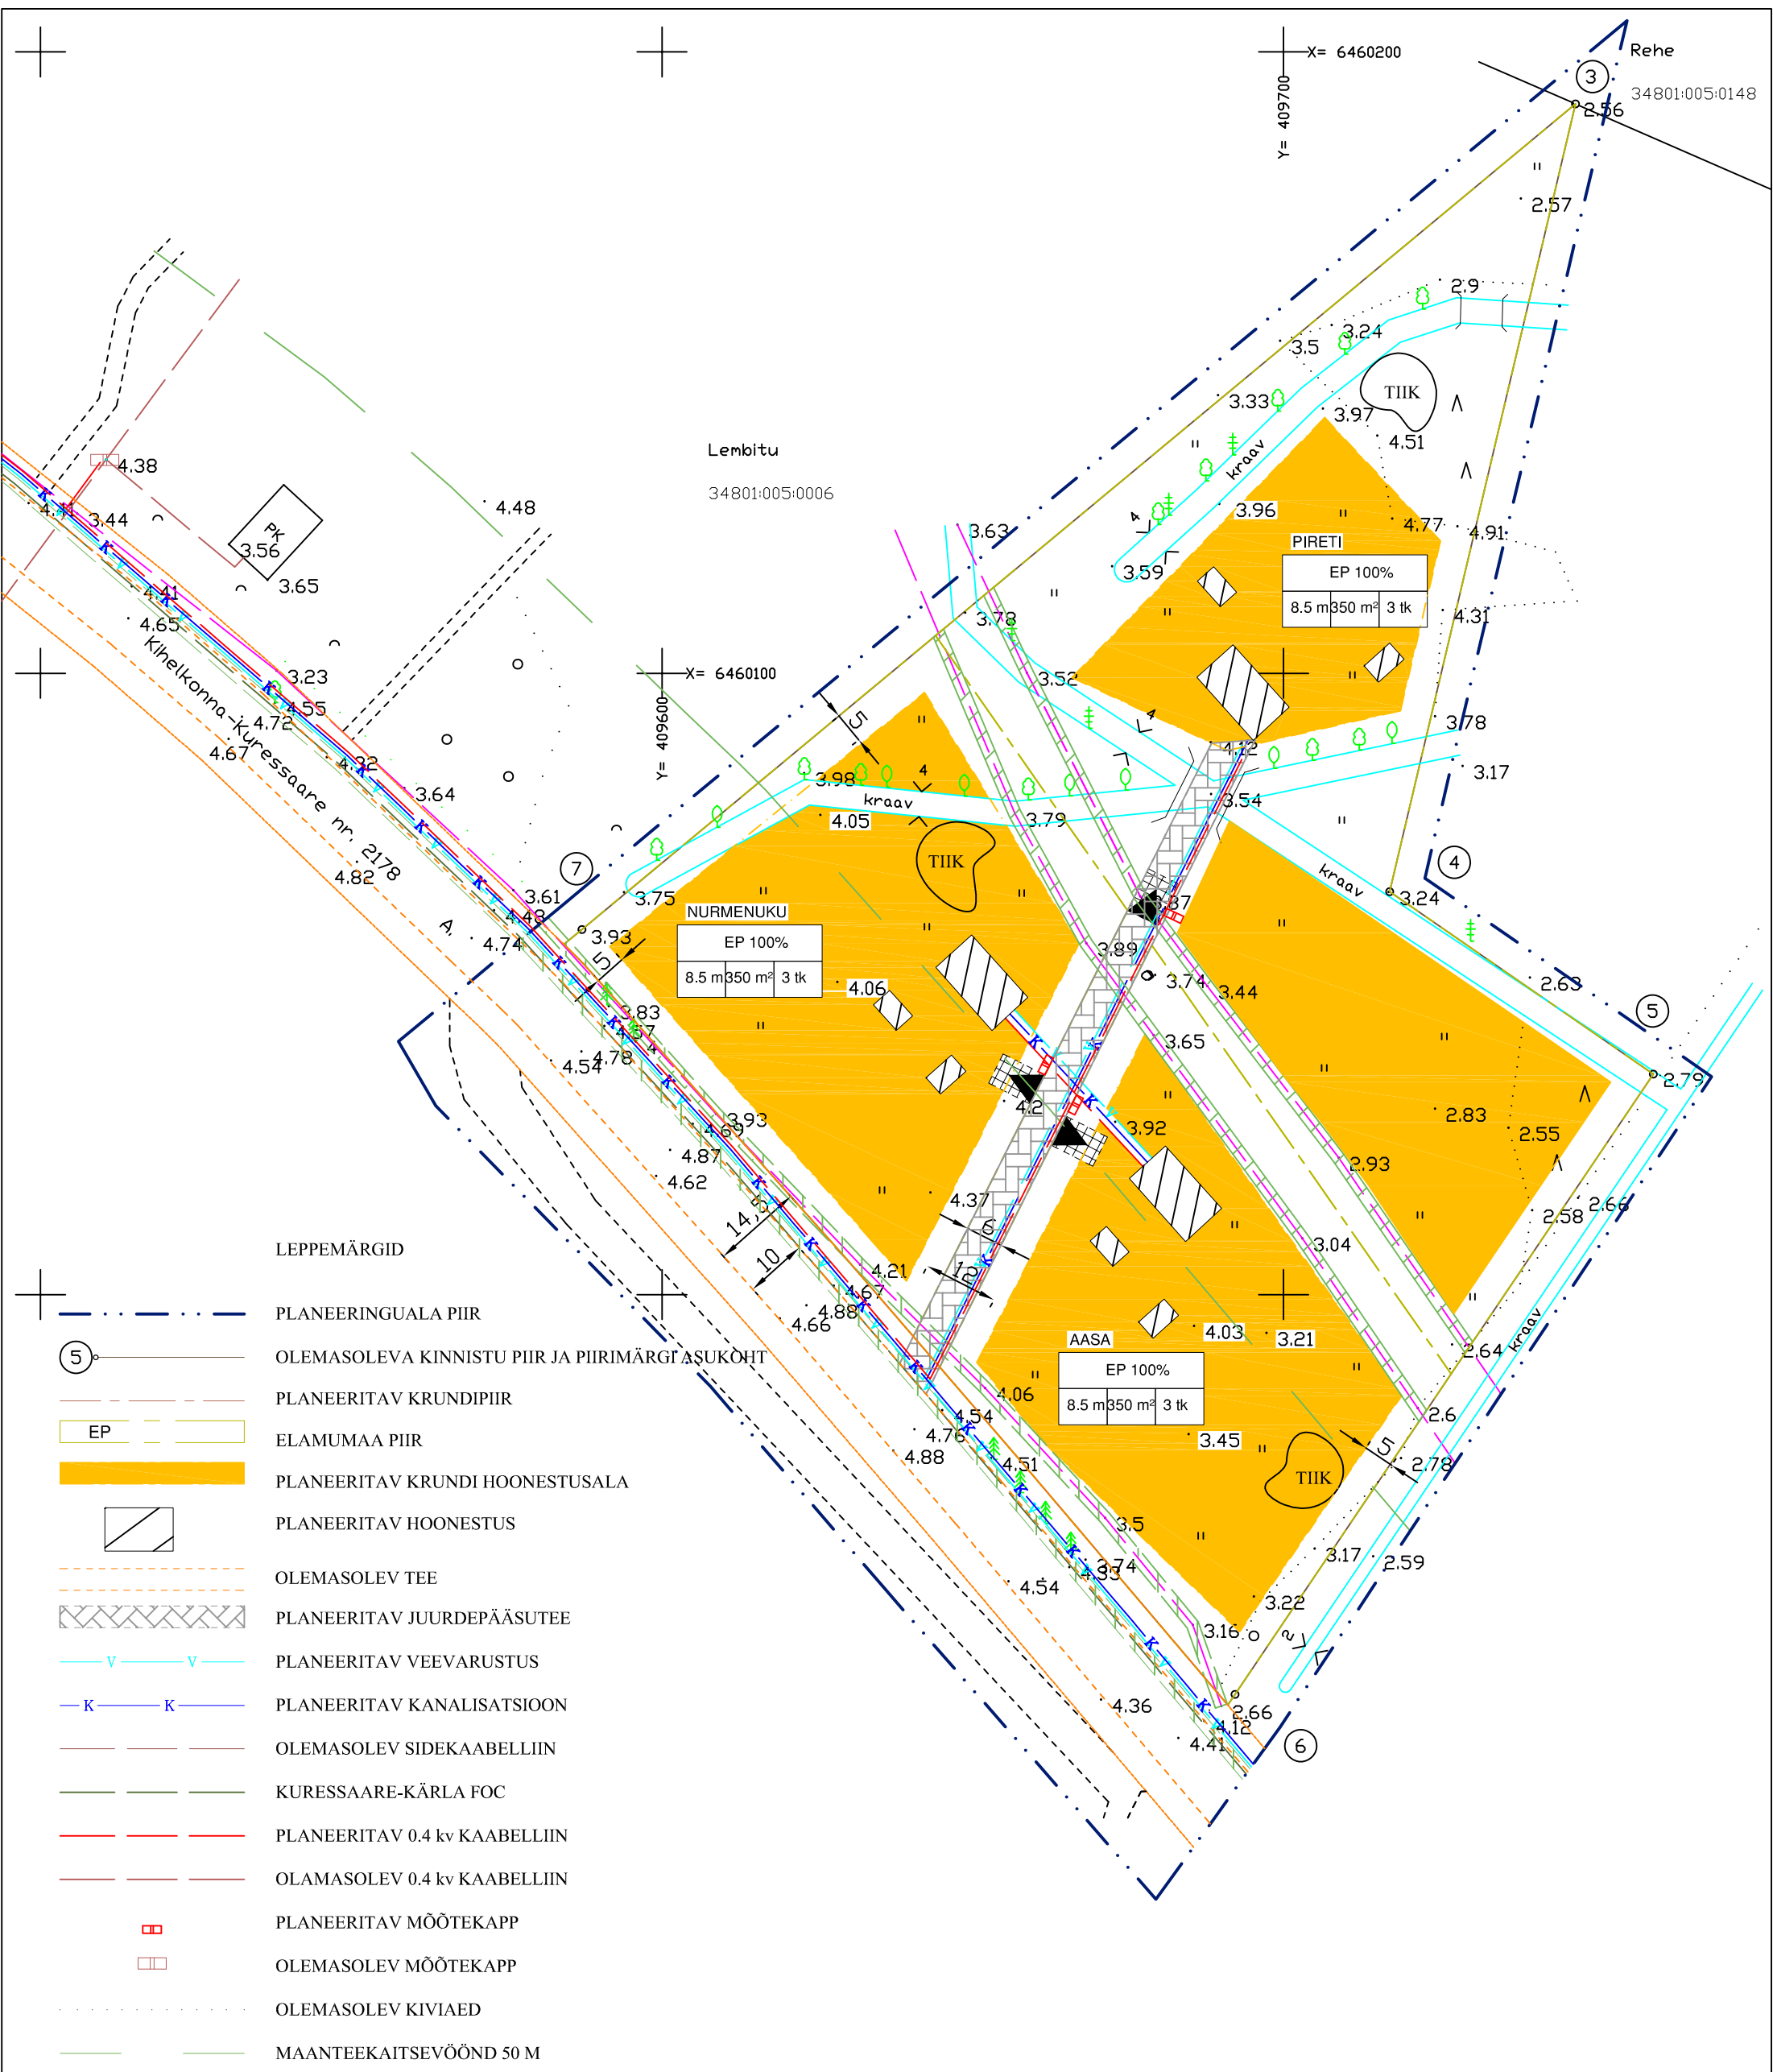 X= 6460200
Y= 409700
Rehe
34801:005:0148
3
2.56
2.57
2.9
3.24
3.5
TIIK
3.33
3.97
4.51
kraav
Lembitu
34801:005:0006
4.38
4.41
3.44
PK
3.56
3.65
4.48
3.63
4
3.96
4.77
4.91
PIRETI
EP 100%
8.5 m 350 m² 3 tk
3.59
4.41
4.65
3.78
4.31
Kihelkonna-Kuressaare nr. 2178
3.23
4.55
4.72
4.67
4.32
3.64
X= 6460100
Y= 409600
3.52
5
4
3.78
4.12
3.17
3.98
4
kraav
4.05
3.79
3.54
TIIK
7
4
kraav
3.24
4.82
3.61
4.48
4.74
3.75
3.93
5
NURMENUKU
EP 100%
8.5 m 350 m² 3 tk
4.06
3.87
3.89
3.74
3.44
2.63
5
3.83
4.57
4.78
4.54
4
3.65
2.79
4.2
3.92
2.83
2.55
3.93
4.69
4.87
4.62
2.93
4.37
6
12
2.58
2.66
14,5
10
3.04
4.21
4.67
4.88
4.66
kraav
4.03
3.21
2.64
AASA
EP 100%
8.5 m 350 m² 3 tk
4.06
4.54
4.76
4.88
4.51
3.45
2.6
5
2.78
TIIK
3.5
3.74
4.35
4.54
3.17
2.59
3.22
3.16
2
4.36
2.66
4.12
4.41
6
LEPPEMÄRGID
PLANEERINGUALA PIIR
5 OLEMASOLEVA KINNISTU PIIR JA PIIRIMÄRGI ASUKOHT
PLANEERITAV KRUNDIPIIR
EP ELAMUMAA PIIR
PLANEERITAV KRUNDI HOONESTUSALA
PLANEERITAV HOONESTUS
OLEMASOLEV TEE
PLANEERITAV JUURDEPÄÄSUTEE
V V PLANEERITAV VEEVARUSTUS
K K PLANEERITAV KANALISATSIOON
OLEMASOLEV SIDEKAABELLIIN
KURESSAARE-KÄRLA FOC
PLANEERITAV 0.4 kv KAABELLIIN
OLAMASOLEV 0.4 kv KAABELLIIN
PLANEERITAV MÕÕTEKAPP
OLEMASOLEV MÕÕTEKAPP
OLEMASOLEV KIVIAED
MAANTEEKAITSEVÖÖND 50 M